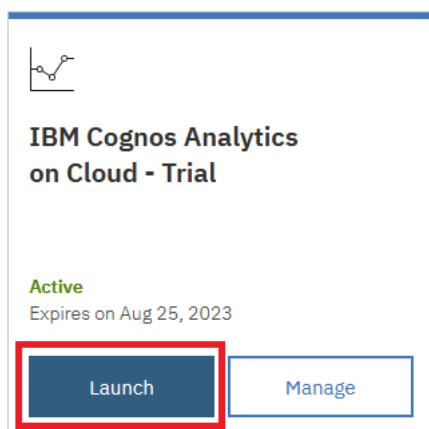 IBM Cognos Analytics
on Cloud - Trial
Active
Expires on Aug 25, 2023
Launch
Manage